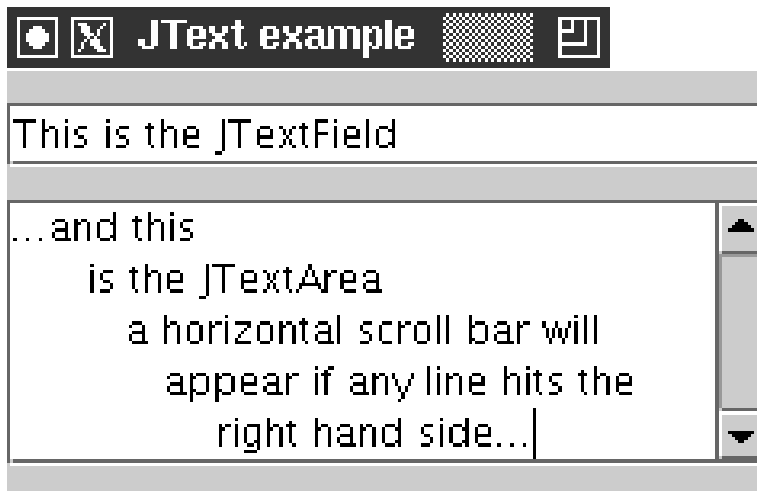 JText example
This is the JTextField
...and this
is the JTextArea
a horizontal scroll bar will
appear if any line hits the
right hand side...